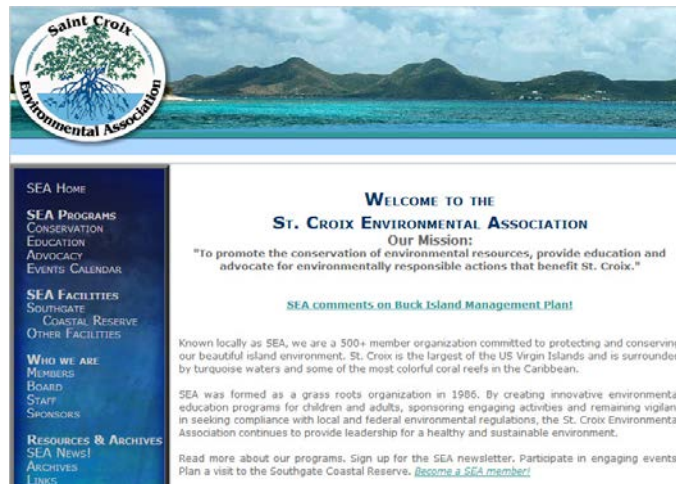 Saint Croix
Environmental Association
SEA HOME
SEA PROGRAMS
CONSERVATION
EDUCATION
ADVOCACY
EVENTS CALENDAR
SEA FACILITIES
SOUTHGATE
COASTAL RESERVE
OTHER FACILITIES
WHO WE ARE
MEMBERS
BOARD
STAFF
SPONSORS
RESOURCES & ARCHIVES
SEA NEWS!
ARCHIVES
LINKS
WELCOME TO THE
ST. CROIX ENVIRONMENTAL ASSOCIATION
Our Mission:
"To promote the conservation of environmental resources, provide education and
advocate for environmentally responsible actions that benefit St. Croix."
SEA comments on Buck Island Management Plan!
Known locally as SEA, we are a 500+ member organization committed to protecting and conserving
our beautiful island environment. St. Croix is the largest of the US Virgin Islands and is surrounde
by turquoise waters and some of the most colorful coral reefs in the Caribbean.
SEA was formed as a grass roots organization in 1986. By creating innovative environmenta
education programs for children and adults, sponsoring engaging activities and remaining vigilan
in seeking compliance with local and federal environmental regulations, the St. Croix Environmenta
Association continues to provide leadership for a healthy and sustainable environment.
Read more about our programs. Sign up for the SEA newsletter. Participate in engaging events
Plan a visit to the Southgate Coastal Reserve. Become a SEA member!